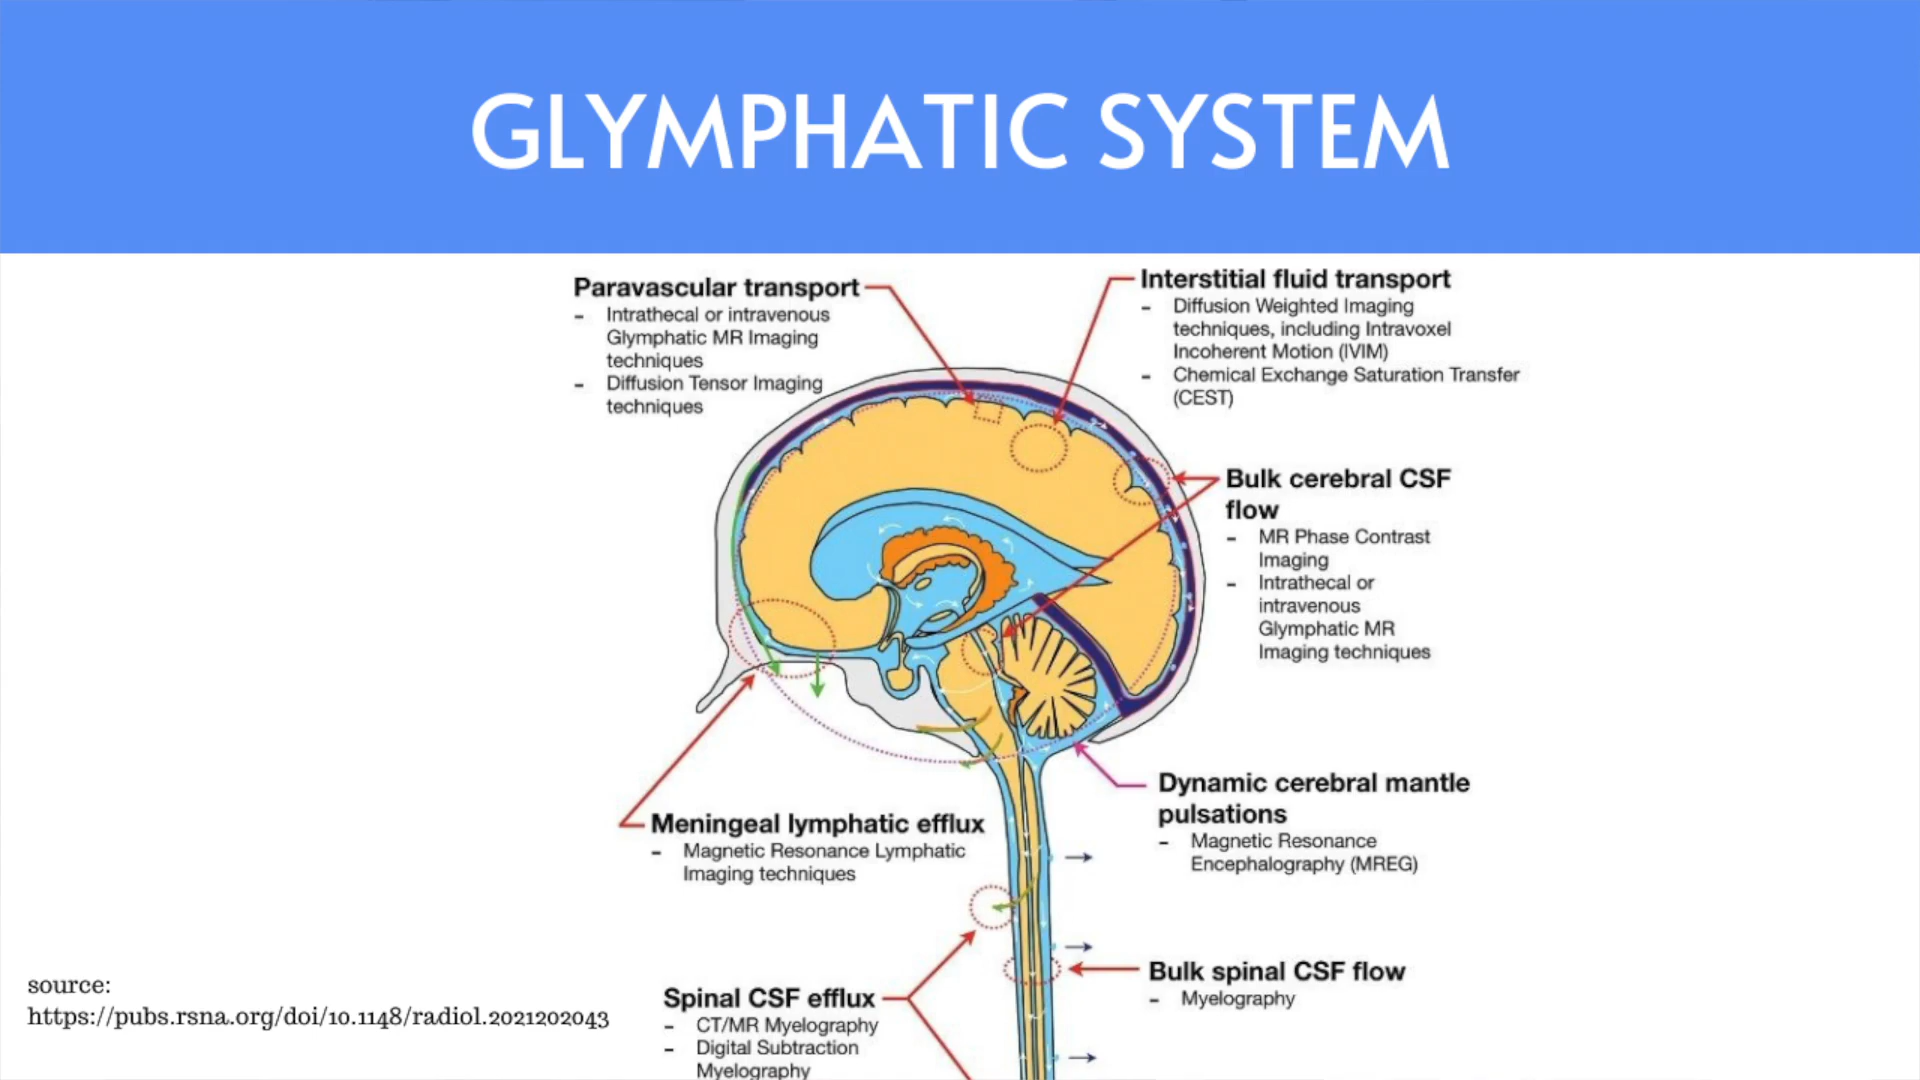 GLYMPHATIC SYSTEM
Paravascular transport
- Intrathecal or intravenous
Glymphatic MR Imaging
techniques
- Diffusion Tensor Imaging
techniques
Interstitial fluid transport
- Diffusion Weighted Imaging
techniques, including Intravoxel
Incoherent Motion (IVIM)
- Chemical Exchange Saturation Transfer
(CEST)
Bulk cerebral CSF
flow
- MR Phase Contrast
Imaging
- Intrathecal or
intravenous
Glymphatic MR
Imaging techniques
Dynamic cerebral mantle
pulsations
- Magnetic Resonance
Encephalography (MREG)
Meningeal lymphatic efflux
- Magnetic Resonance Lymphatic
Imaging techniques
Bulk spinal CSF flow
- Myelography
Spinal CSF efflux
- CT/MR Myelography
- Digital Subtraction
Myelography
source:
https://pubs.rsna.org/doi/10.1148/radiol.2021202043